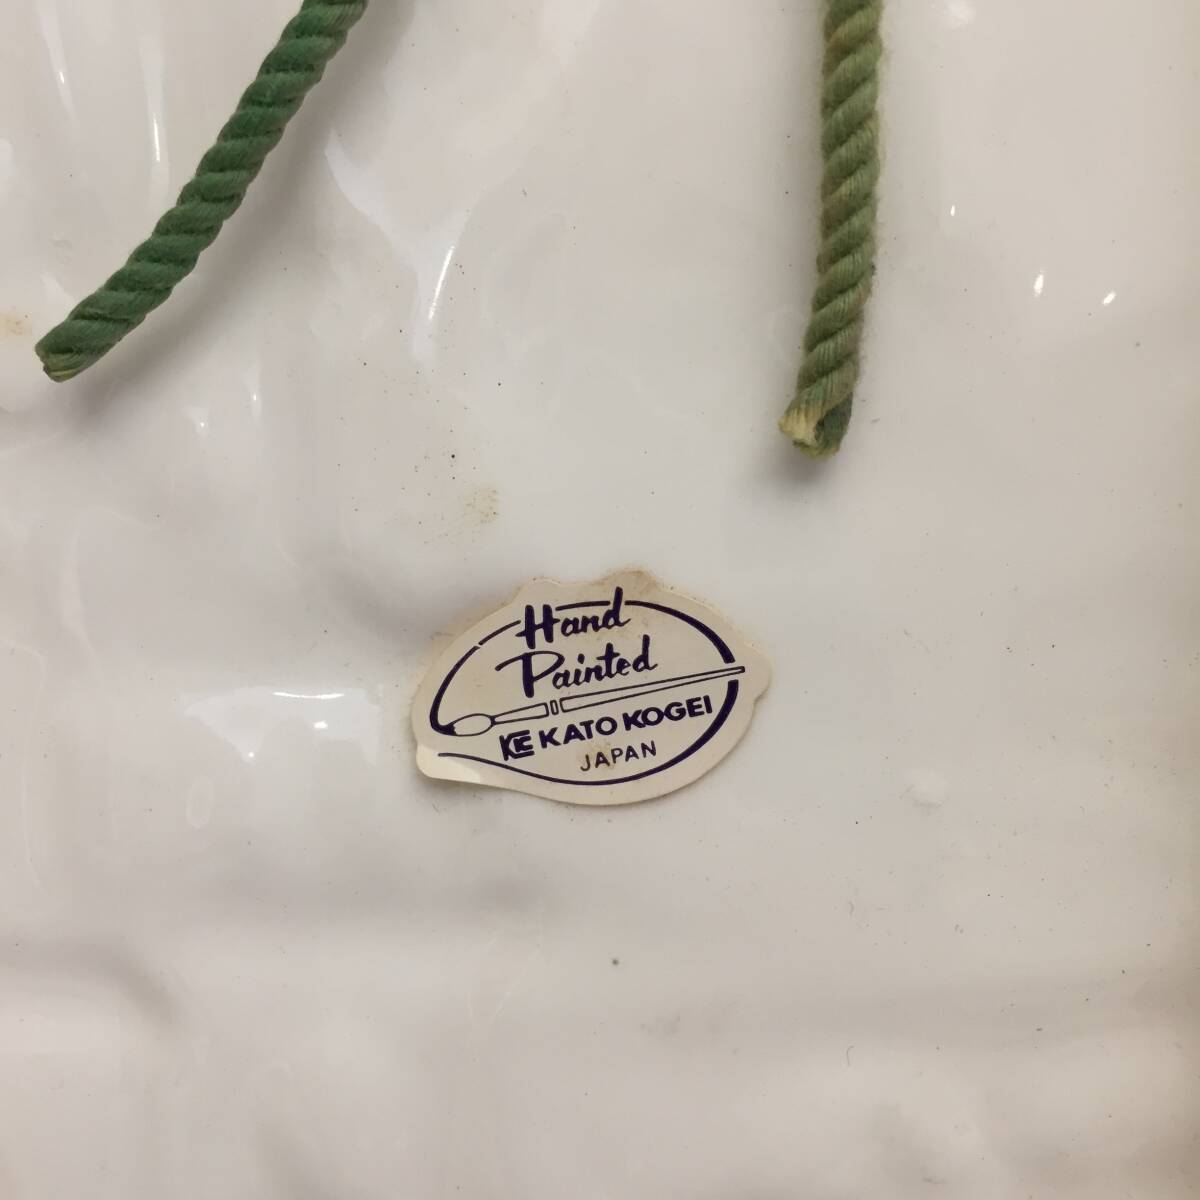 Hand
Painted
KE KATO KOGEI
JAPAN